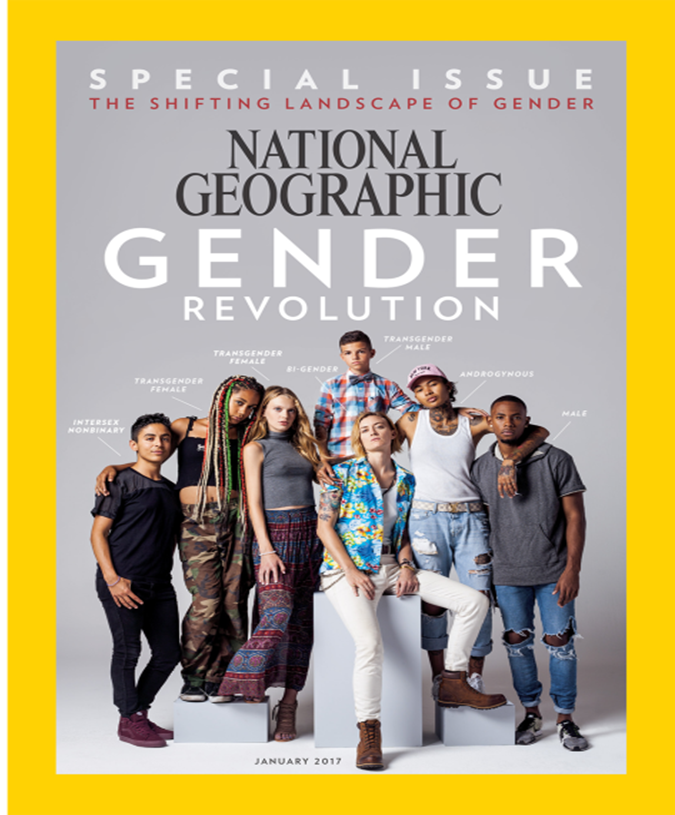 SPECIAL ISSUE
THE SHIFTING LANDSCAPE OF GENDER
NATIONAL
GEOGRAPHIC
GENDER
REVOLUTION
INTERSEX
NONBINARY
TRANSGENDER
FEMALE
TRANSGENDER
FEMALE
BI-GENDER
TRANSGENDER
MALE
ANDROGYNOUS
MALE
JANUARY 2017